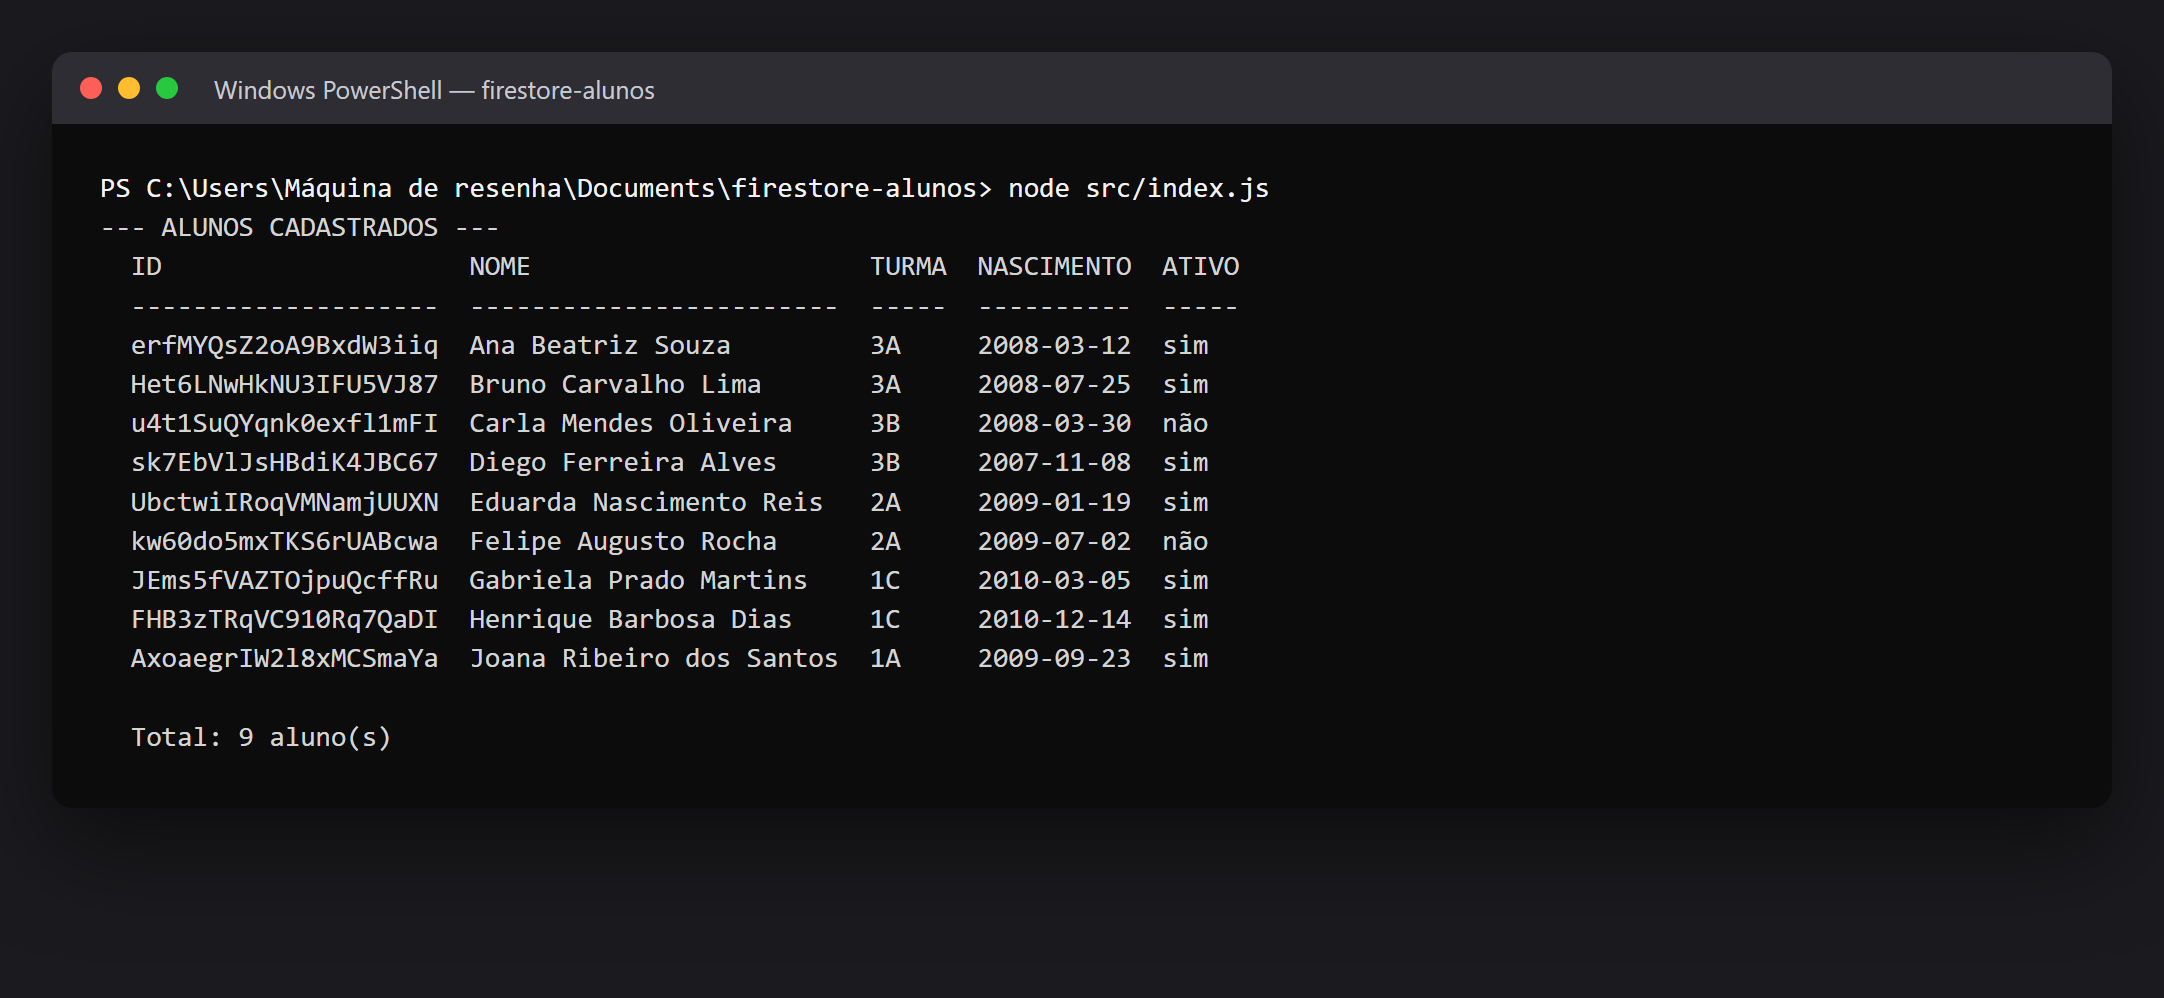 Windows PowerShell — firestore-alunos
PS C:\Users\Máquina de resenha\Documents\firestore-alunos> node src/index.js
--- ALUNOS CADASTRADOS ---
  ID                    NOME                      TURMA  NASCIMENTO  ATIVO
  --------------------  ------------------------  -----  ----------  -----
  erfMYQsZ2oA9BxdW3iiq  Ana Beatriz Souza         3A     2008-03-12  sim
  Het6LNwHkNU3IFU5VJ87  Bruno Carvalho Lima       3A     2008-07-25  sim
  u4t1SuQYqnk0exfl1mFI  Carla Mendes Oliveira     3B     2008-03-30  não
  sk7EbVlJsHBdiK4JBC67  Diego Ferreira Alves      3B     2007-11-08  sim
  UbctwiIRoqVMNamjUUXN  Eduarda Nascimento Reis   2A     2009-01-19  sim
  kw60do5mxTKS6rUABcwa  Felipe Augusto Rocha      2A     2009-07-02  não
  JEms5fVAZTOjpuQcffRu  Gabriela Prado Martins    1C     2010-03-05  sim
  FHB3zTRqVC910Rq7QaDI  Henrique Barbosa Dias     1C     2010-12-14  sim
  AxoaegrIW2l8xMCSmaYa  Joana Ribeiro dos Santos  1A     2009-09-23  sim
  Total: 9 aluno(s)